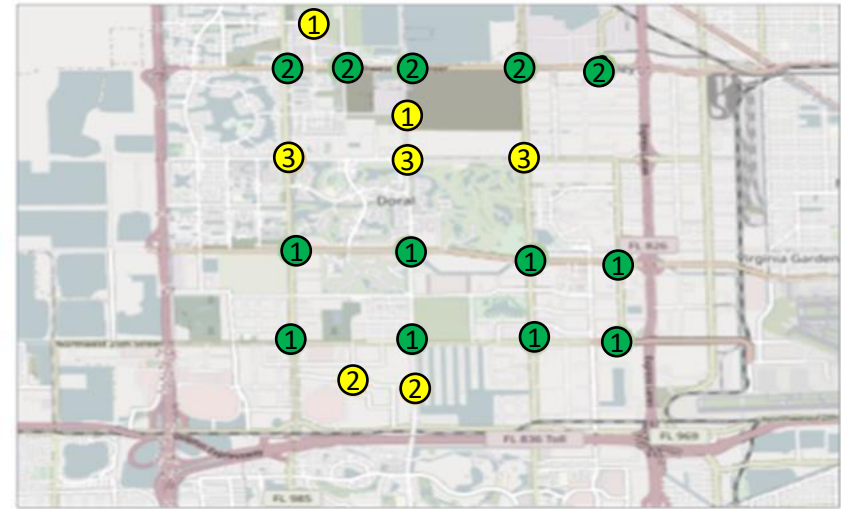 1
2 2 2 2 2
1
3 3 3
Doral
FL 826
1 1 1 1
Virginia Garden
1 1 1 1
2 2
FL 836 Toll
FL 969
FL 985